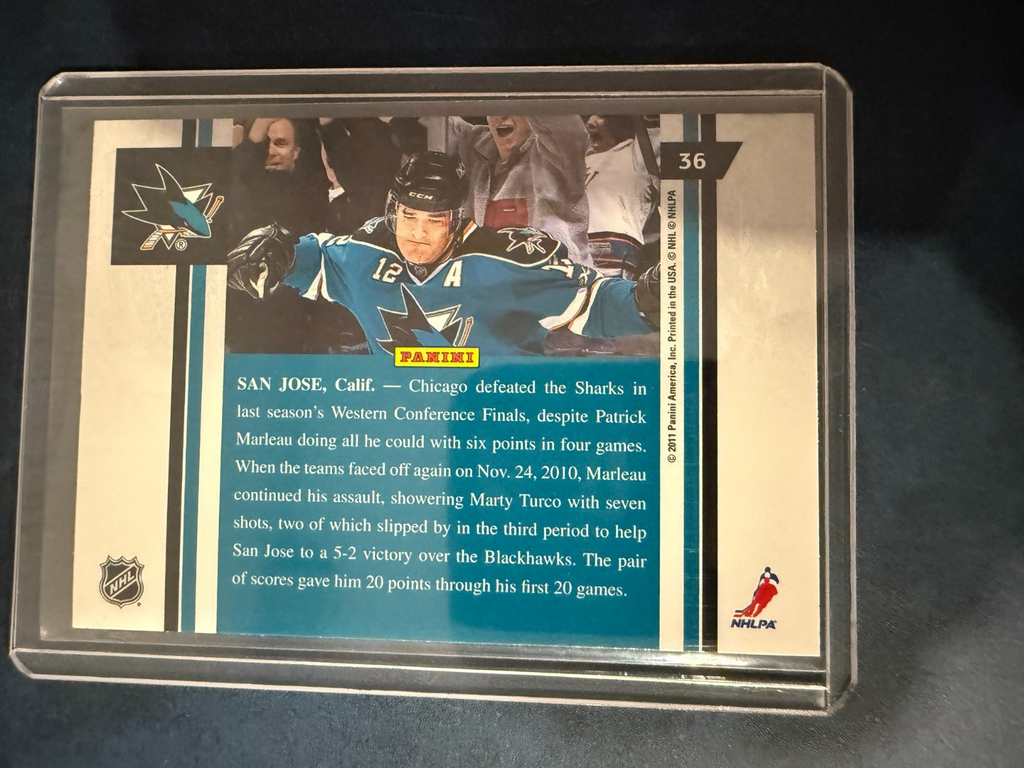 36
CCM
12 A
PANINI
SAN JOSE, Calif. — Chicago defeated the Sharks in
last season's Western Conference Finals, despite Patrick
Marleau doing all he could with six points in four games.
When the teams faced off again on Nov. 24, 2010, Marleau
continued his assault, showering Marty Turco with seven
shots, two of which slipped by in the third period to help
San Jose to a 5-2 victory over the Blackhawks. The pair
of scores gave him 20 points through his first 20 games.
© 2011 Panini America, Inc. Printed in the USA. © NHL © NHLPA
NHL
NHLPA